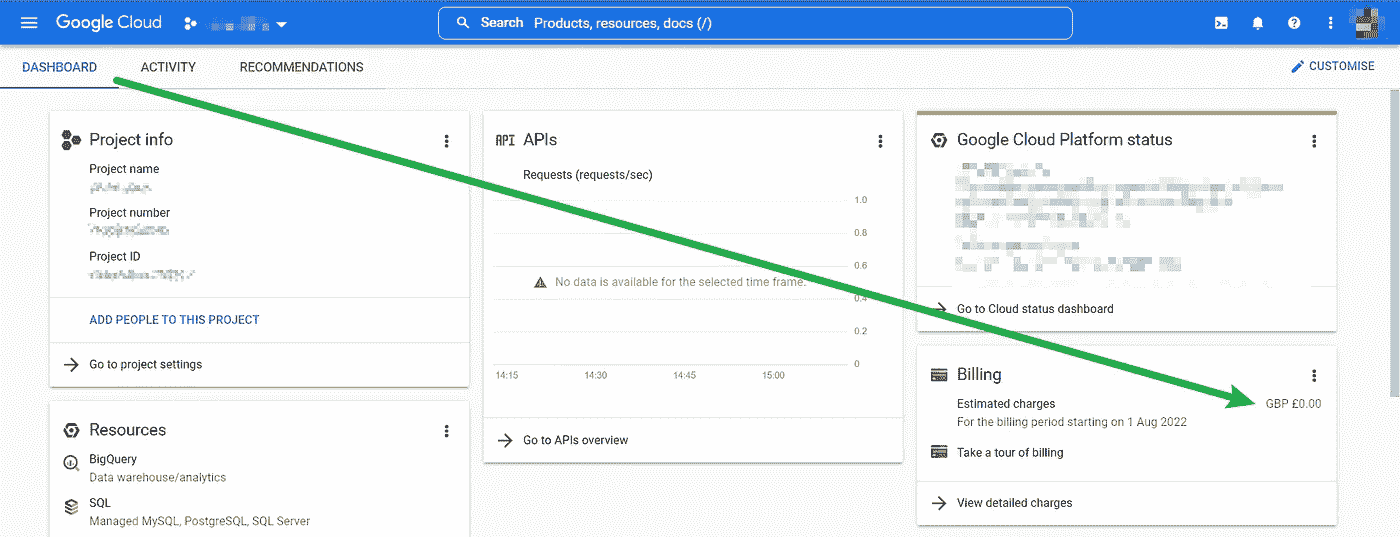 Google Cloud
Search Products, resources, docs (/)
DASHBOARD
ACTIVITY
RECOMMENDATIONS
CUSTOMISE
Project info
Project name
Project number
Project ID
ADD PEOPLE TO THIS PROJECT
Go to project settings
Resources
BigQuery
Data warehouse/analytics
SQL
Managed MySQL, PostgreSQL, SQL Server
API APIs
Requests (requests/sec)
1.0
0.8
0.6
No data is available for the selected time frame.
0.4
0.2
0
14:15
14:30
14:45
15:00
Go to APIs overview
Google Cloud Platform status
Go to Cloud status dashboard
Billing
Estimated charges
GBP £0.00
For the billing period starting on 1 Aug 2022
Take a tour of billing
View detailed charges